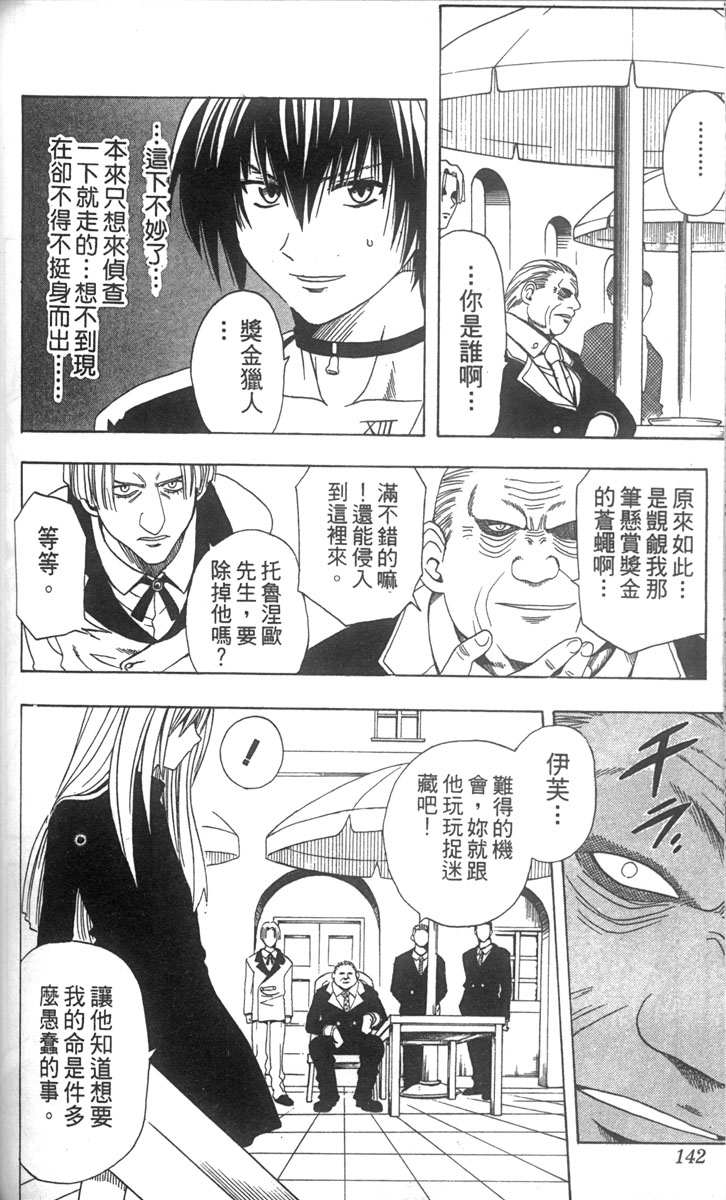 ………
…你是誰啊…
…這下不妙了…
本來只想來偵查
一下就走的…想不到現
在卻不得不挺身而出……
獎金獵人
…
XIII
原來如此…
是覬覦我那
筆懸賞獎金
的蒼蠅啊…
滿不錯的嘛
！還能侵入
到這裡來。
托魯涅歐
先生，要
除掉他嗎？
等等。
チラ
伊芙…
難得的機
會，妳就跟
他玩玩捉迷
藏吧！
！
讓他知道想要
我的命是件多
麼愚蠢的事。
142